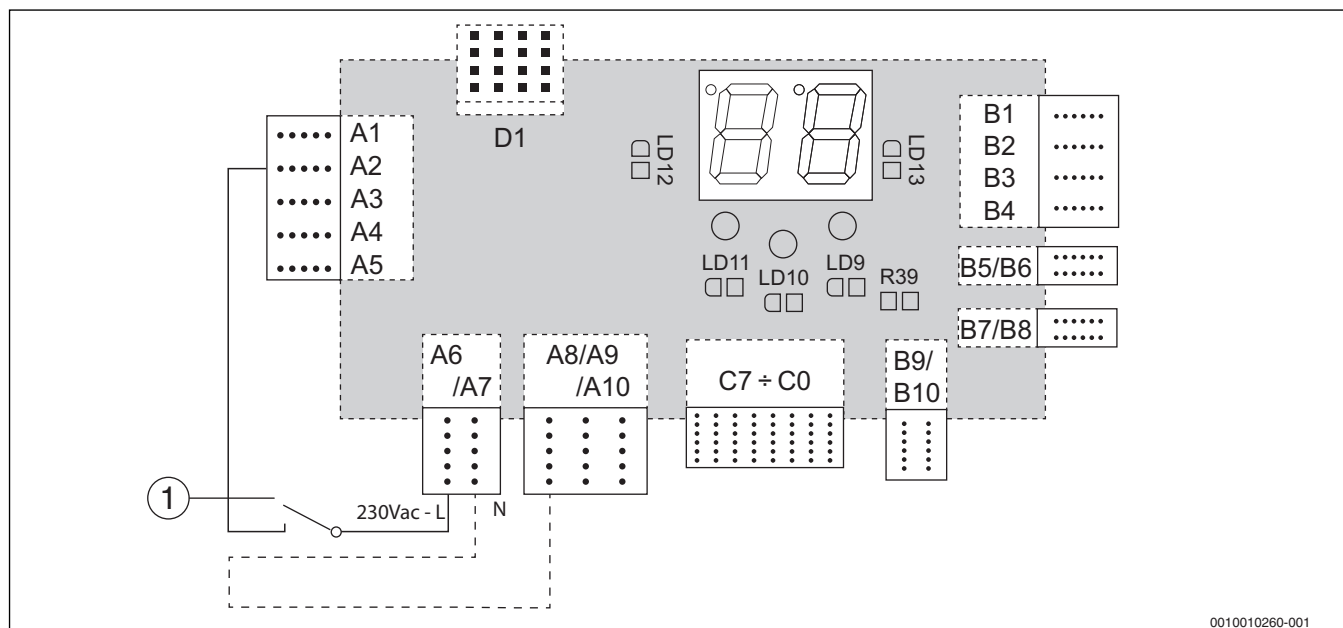 D1
A1
A2
A3
A4
A5
LD12
LD13
B1
B2
B3
B4
LD11
LD10
LD9
R39
B5/B6
B7/B8
A6
/A7
A8/A9
/A10
C7 ÷ C0
B9/
B10
1
230Vac - L
N
0010010260-001